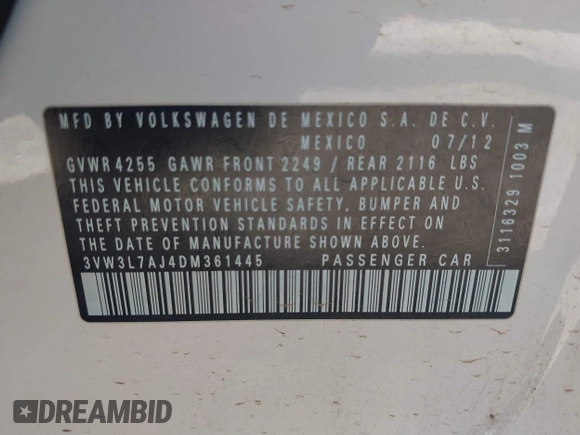 MFD BY VOLKSWAGEN DE MEXICO S.A. DE C.V.
MEXICO 07/12
GVWR 4255 GAWR FRONT 2249 / REAR 2116 LBS
THIS VEHICLE CONFORMS TO ALL APPLICABLE U.S.
FEDERAL MOTOR VEHICLE SAFETY, BUMPER AND
THEFT PREVENTION STANDARDS IN EFFECT ON
THE DATE OF MANUFACTURE SHOWN ABOVE.
3VW3L7AJ4DM361445 PASSENGER CAR
3116329 1003 M
DREAMBID